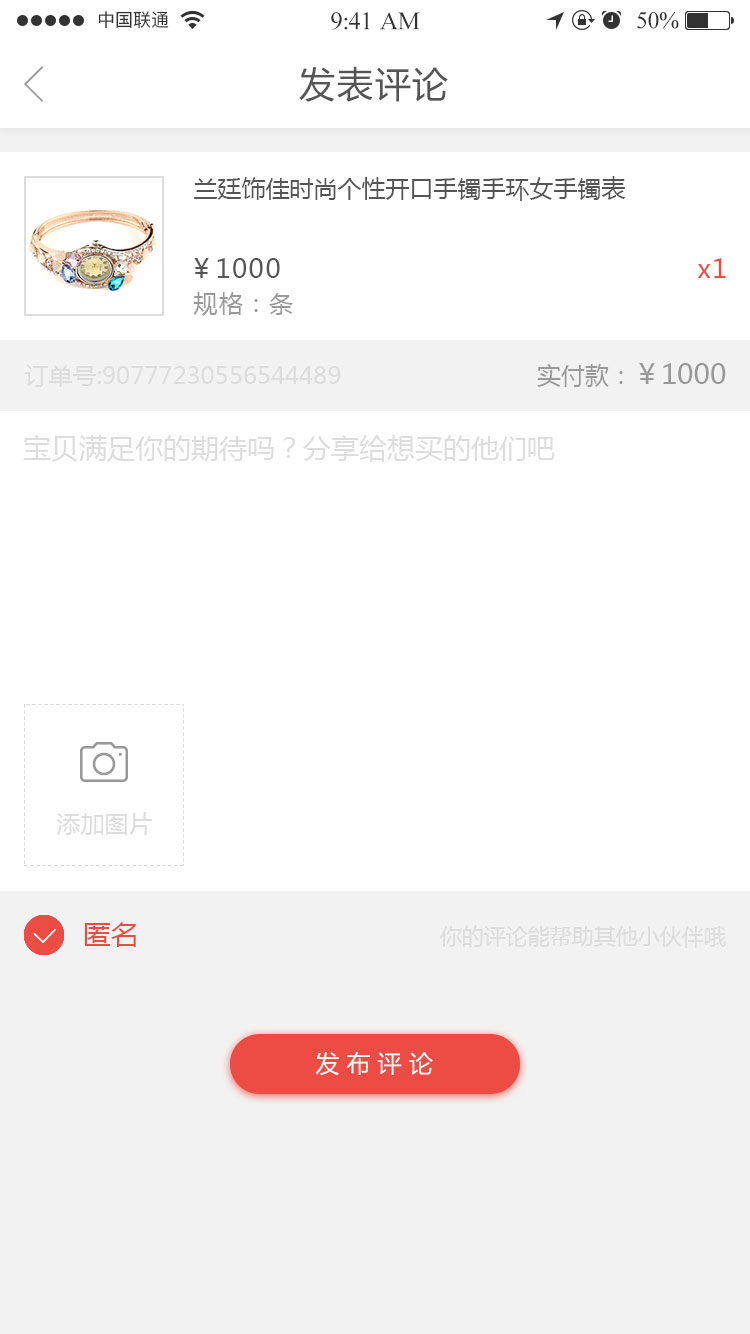 中国联通 9:41 AM 50%
发表评论
兰廷饰佳时尚个性开口手镯手环女手镯表
¥1000 x1
规格：条
订单号:90777230556544489 实付款：¥1000
宝贝满足你的期待吗？分享给想买的他们吧
添加图片
匿名 你的评论能帮助其他小伙伴哦
发布评论